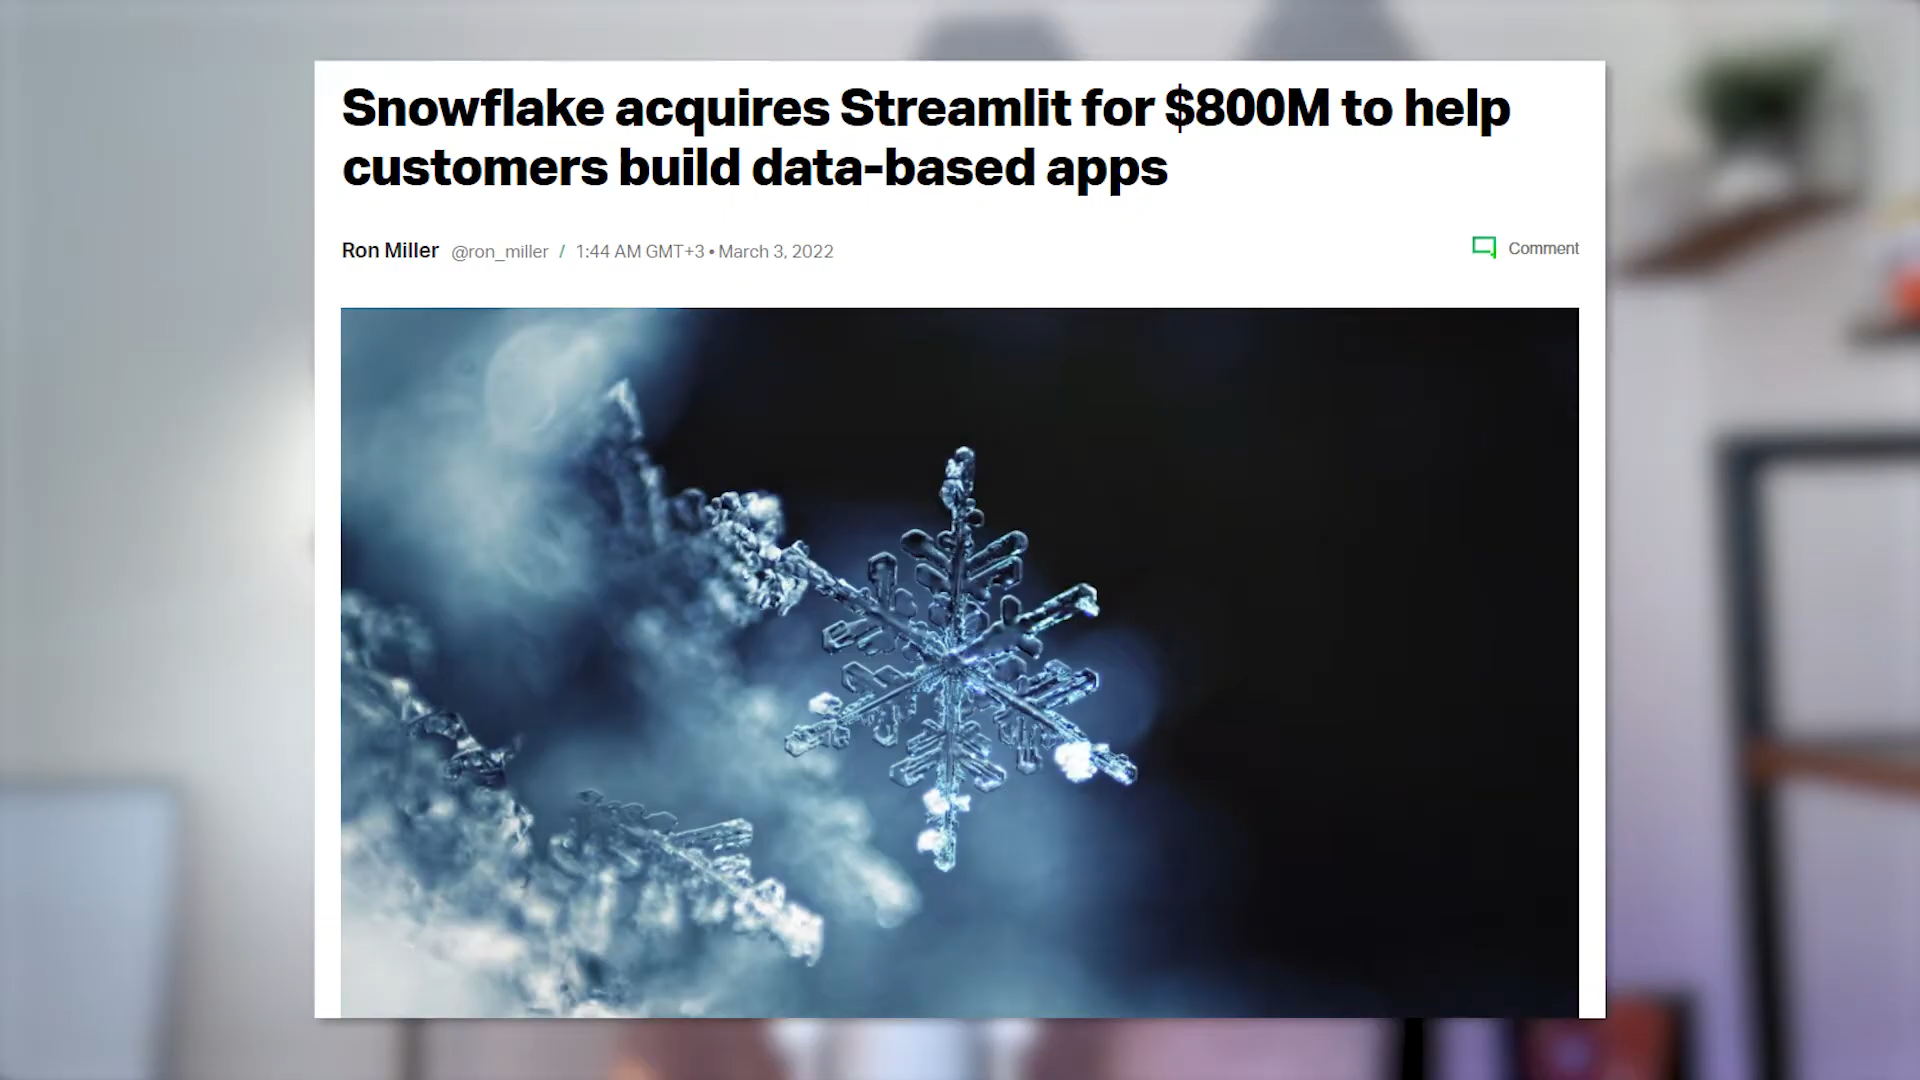 Snowflake acquires Streamlit for $800M to help
customers build data-based apps
Ron Miller @ron_miller / 1:44 AM GMT+3 • March 3, 2022
Comment